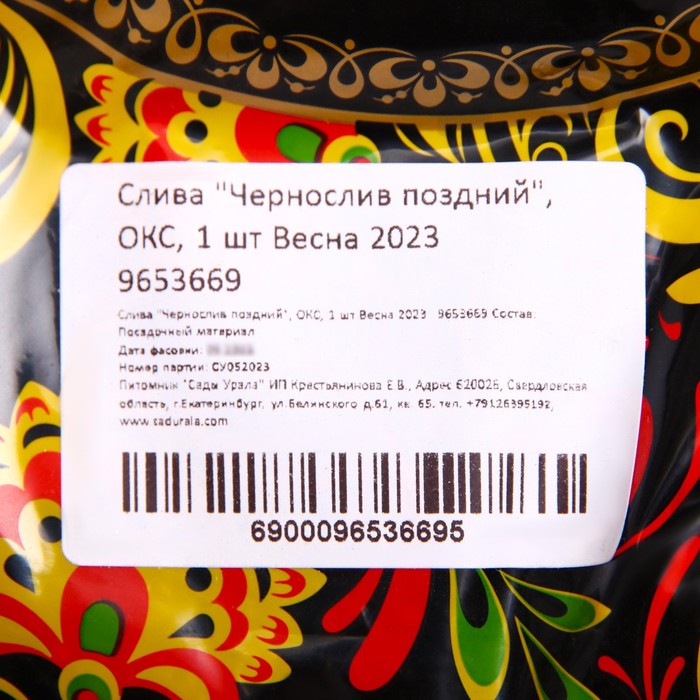 Слива "Чернослив поздний",
ОКС, 1 шт Весна 2023
9653669
Слива "Чернослив поздний", ОКС, 1 шт Весна 2023 9653669 Состав:
Посадочный материал
Дата фасовки:
Номер партии: СУ052023
Питомник "Сады Урала" ИП Крестьянинова Е.В., Адрес 620026, Свердловская
область, г.Екатеринбург, ул.Белинского д.61, кв. 65. тел. +79126395192,
www.sadurala.com
6900096536695